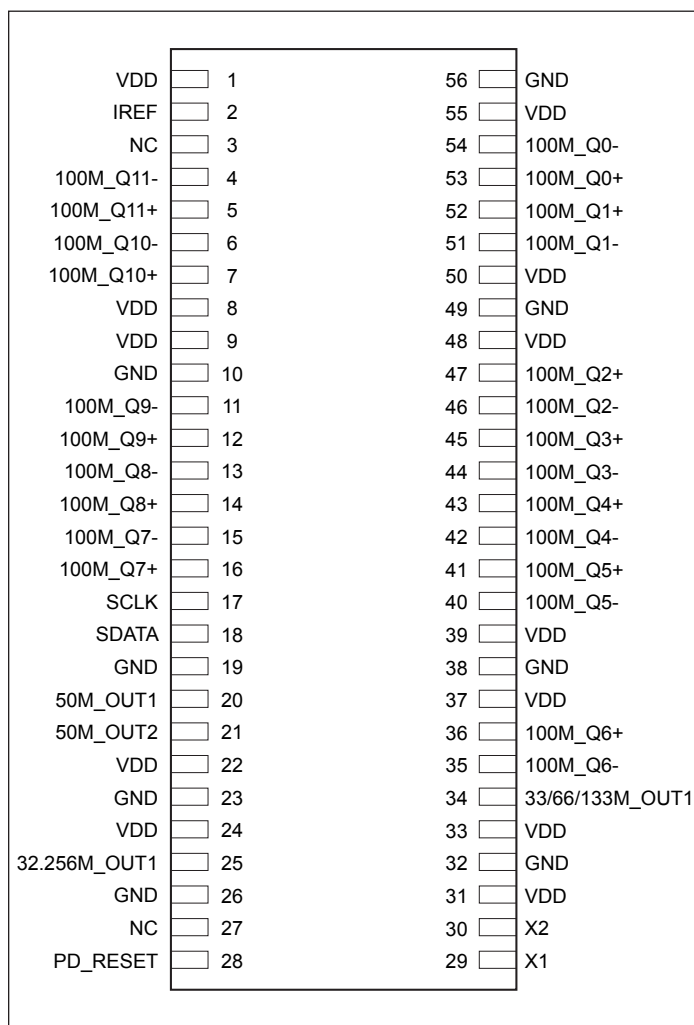 VDD 1 56 GND
IREF 2 55 VDD
NC 3 54 100M_Q0-
100M_Q11- 4 53 100M_Q0+
100M_Q11+ 5 52 100M_Q1+
100M_Q10- 6 51 100M_Q1-
100M_Q10+ 7 50 VDD
VDD 8 49 GND
VDD 9 48 VDD
GND 10 47 100M_Q2+
100M_Q9- 11 46 100M_Q2-
100M_Q9+ 12 45 100M_Q3+
100M_Q8- 13 44 100M_Q3-
100M_Q8+ 14 43 100M_Q4+
100M_Q7- 15 42 100M_Q4-
100M_Q7+ 16 41 100M_Q5+
SCLK 17 40 100M_Q5-
SDATA 18 39 VDD
GND 19 38 GND
50M_OUT1 20 37 VDD
50M_OUT2 21 36 100M_Q6+
VDD 22 35 100M_Q6-
GND 23 34 33/66/133M_OUT1
VDD 24 33 VDD
32.256M_OUT1 25 32 GND
GND 26 31 VDD
NC 27 30 X2
PD_RESET 28 29 X1